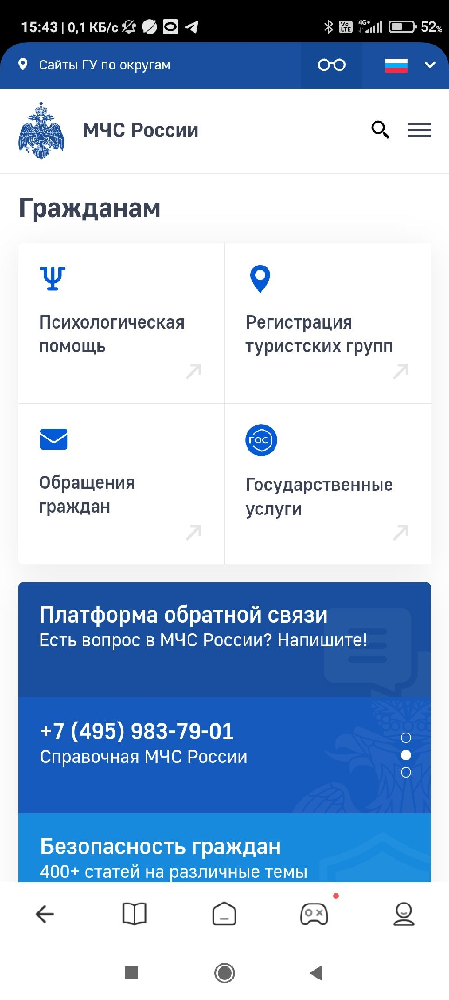 15:43 | 0,1 КБ/с
Vo LTE 4G+ 52%
Сайты ГУ по округам
МЧС России
Гражданам
Психологическая
помощь
Регистрация
туристских групп
Обращения
граждан
гос
Государственные
услуги
Платформа обратной связи
Есть вопрос в МЧС России? Напишите!
+7 (495) 983-79-01
Справочная МЧС России
Безопасность граждан
400+ статей на различные темы